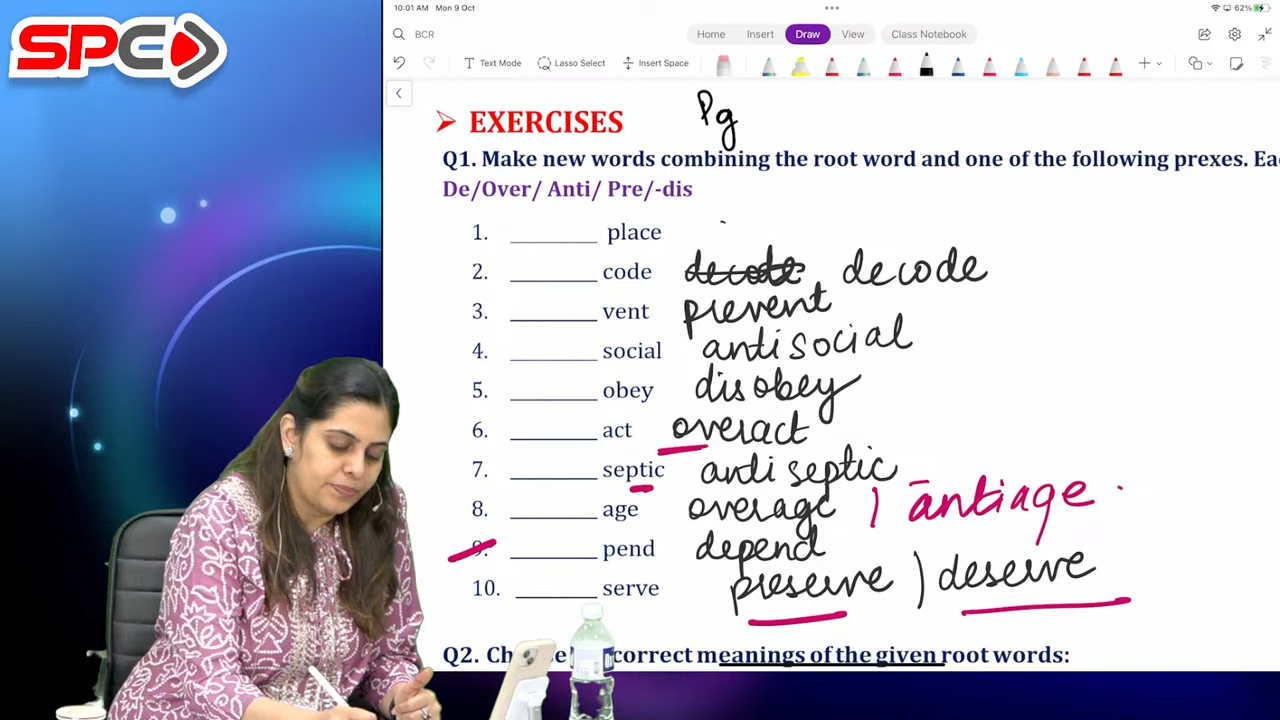 SPE
10:01 AM Mon 9 Oct
62%
BCR
Home Insert Draw View Class Notebook
Text Mode Lasso Select Insert Space
EXERCISES Pg
Q1. Make new words combining the root word and one of the following prexes. Ea
De/Over/ Anti/ Pre/-dis
1. ________ place
2. ________ code decode decode
3. ________ vent prevent
4. ________ social antisocial
5. ________ obey disobey
6. ________ act overact
7. ________ septic antiseptic
8. ________ age overage / antiage
9. ________ pend depend
10. ________ serve preserve / deserve
Q2. Ch correct meanings of the given root words: